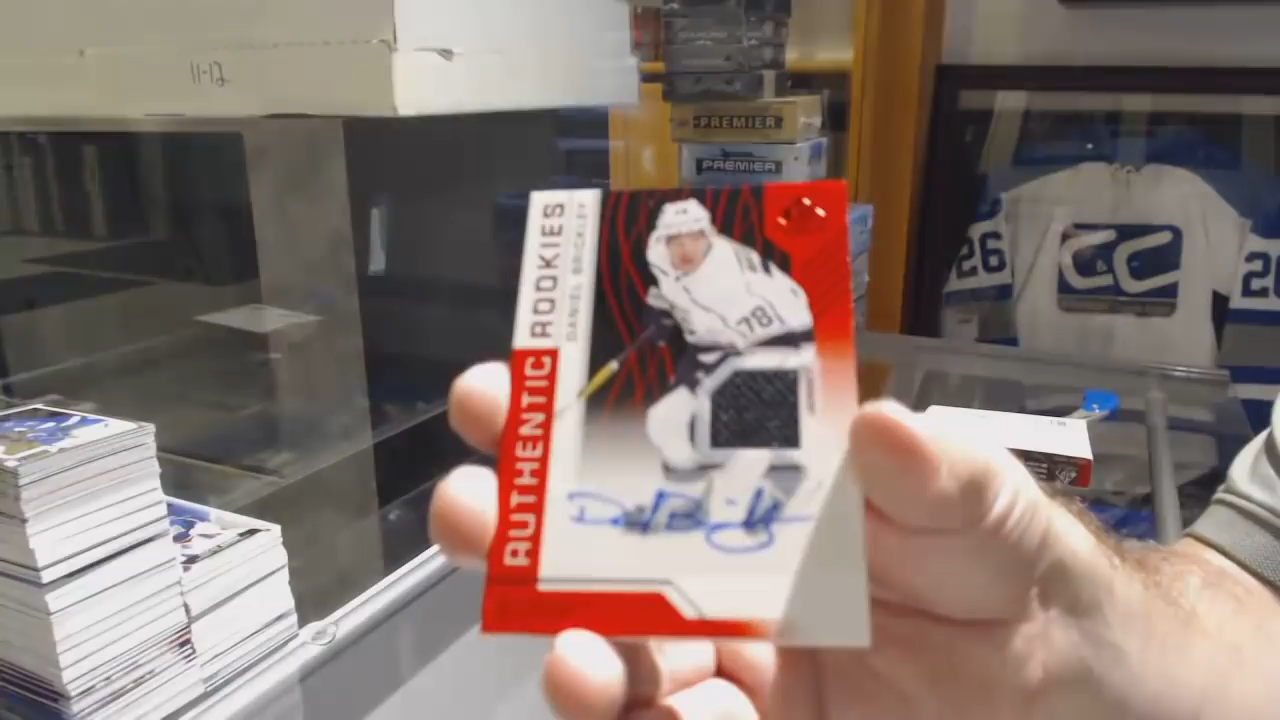 11-12
PREMIER
PREMIER
26
26
C&C
AUTHENTIC ROOKIES
DANIEL BRICKLEY
78